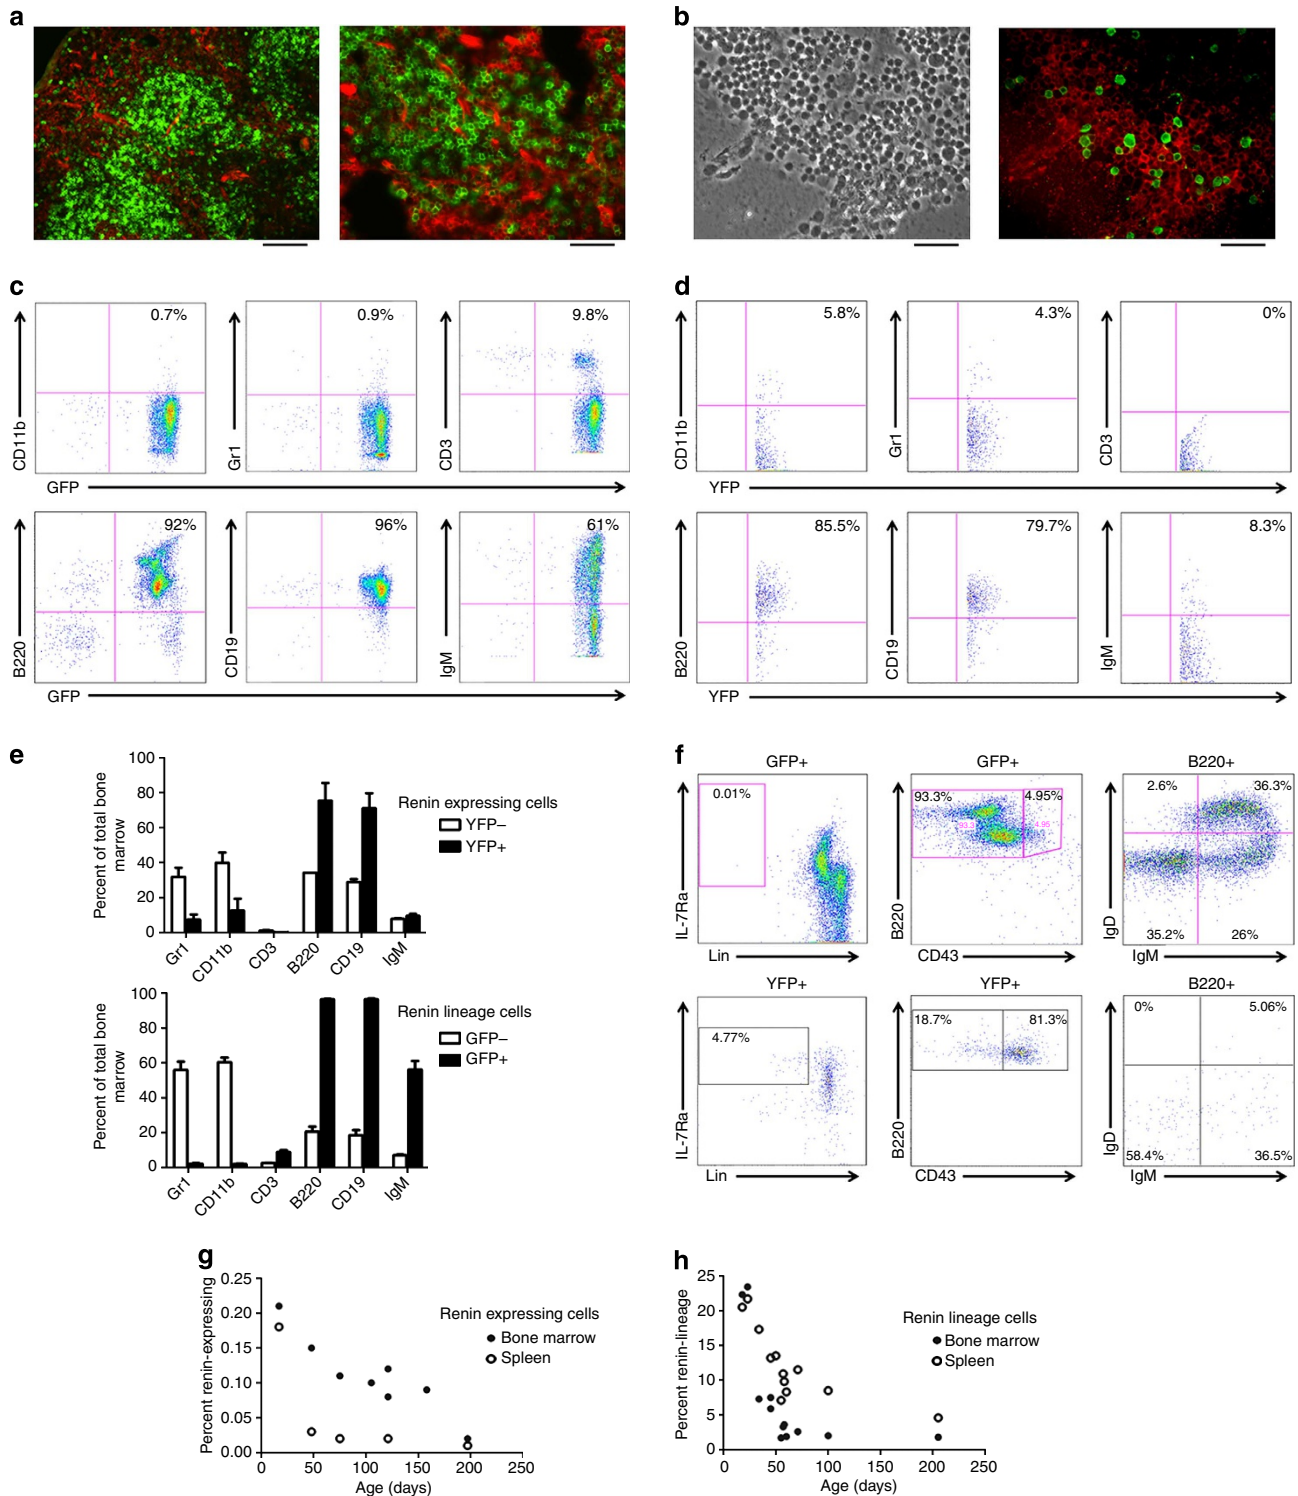 a
b
c
0.7%
0.9%
9.8%
CD11b
Gr1
CD3
GFP
92%
96%
61%
B220
CD19
IgM
GFP
d
5.8%
4.3%
0%
CD11b
Gr1
CD3
YFP
85.5%
79.7%
8.3%
B220
CD19
IgM
YFP
e
100
80
60
40
20
0
Percent of total bone
marrow
Renin expressing cells
YFP–
YFP+
Gr1
CD11b
CD3
B220
CD19
IgM
100
80
60
40
20
0
Percent of total bone
marrow
Renin lineage cells
GFP–
GFP+
Gr1
CD11b
CD3
B220
CD19
IgM
f
GFP+
GFP+
B220+
0.01%
93.3%
4.95%
2.6%
36.3%
93.3
4.95
35.2%
26%
IL-7Ra
B220
IgD
Lin
CD43
IgM
YFP+
YFP+
B220+
4.77%
18.7%
81.3%
0%
5.06%
58.4%
36.5%
IL-7Ra
B220
IgD
Lin
CD43
IgM
g
0.25
0.20
0.15
0.10
0.05
0.00
Percent renin-expressing
Renin expressing cells
Bone marrow
Spleen
0
50
100
150
200
250
Age (days)
h
25
20
15
10
5
0
Percent renin-lineage
Renin lineage cells
Bone marrow
Spleen
0
50
100
150
200
250
Age (days)